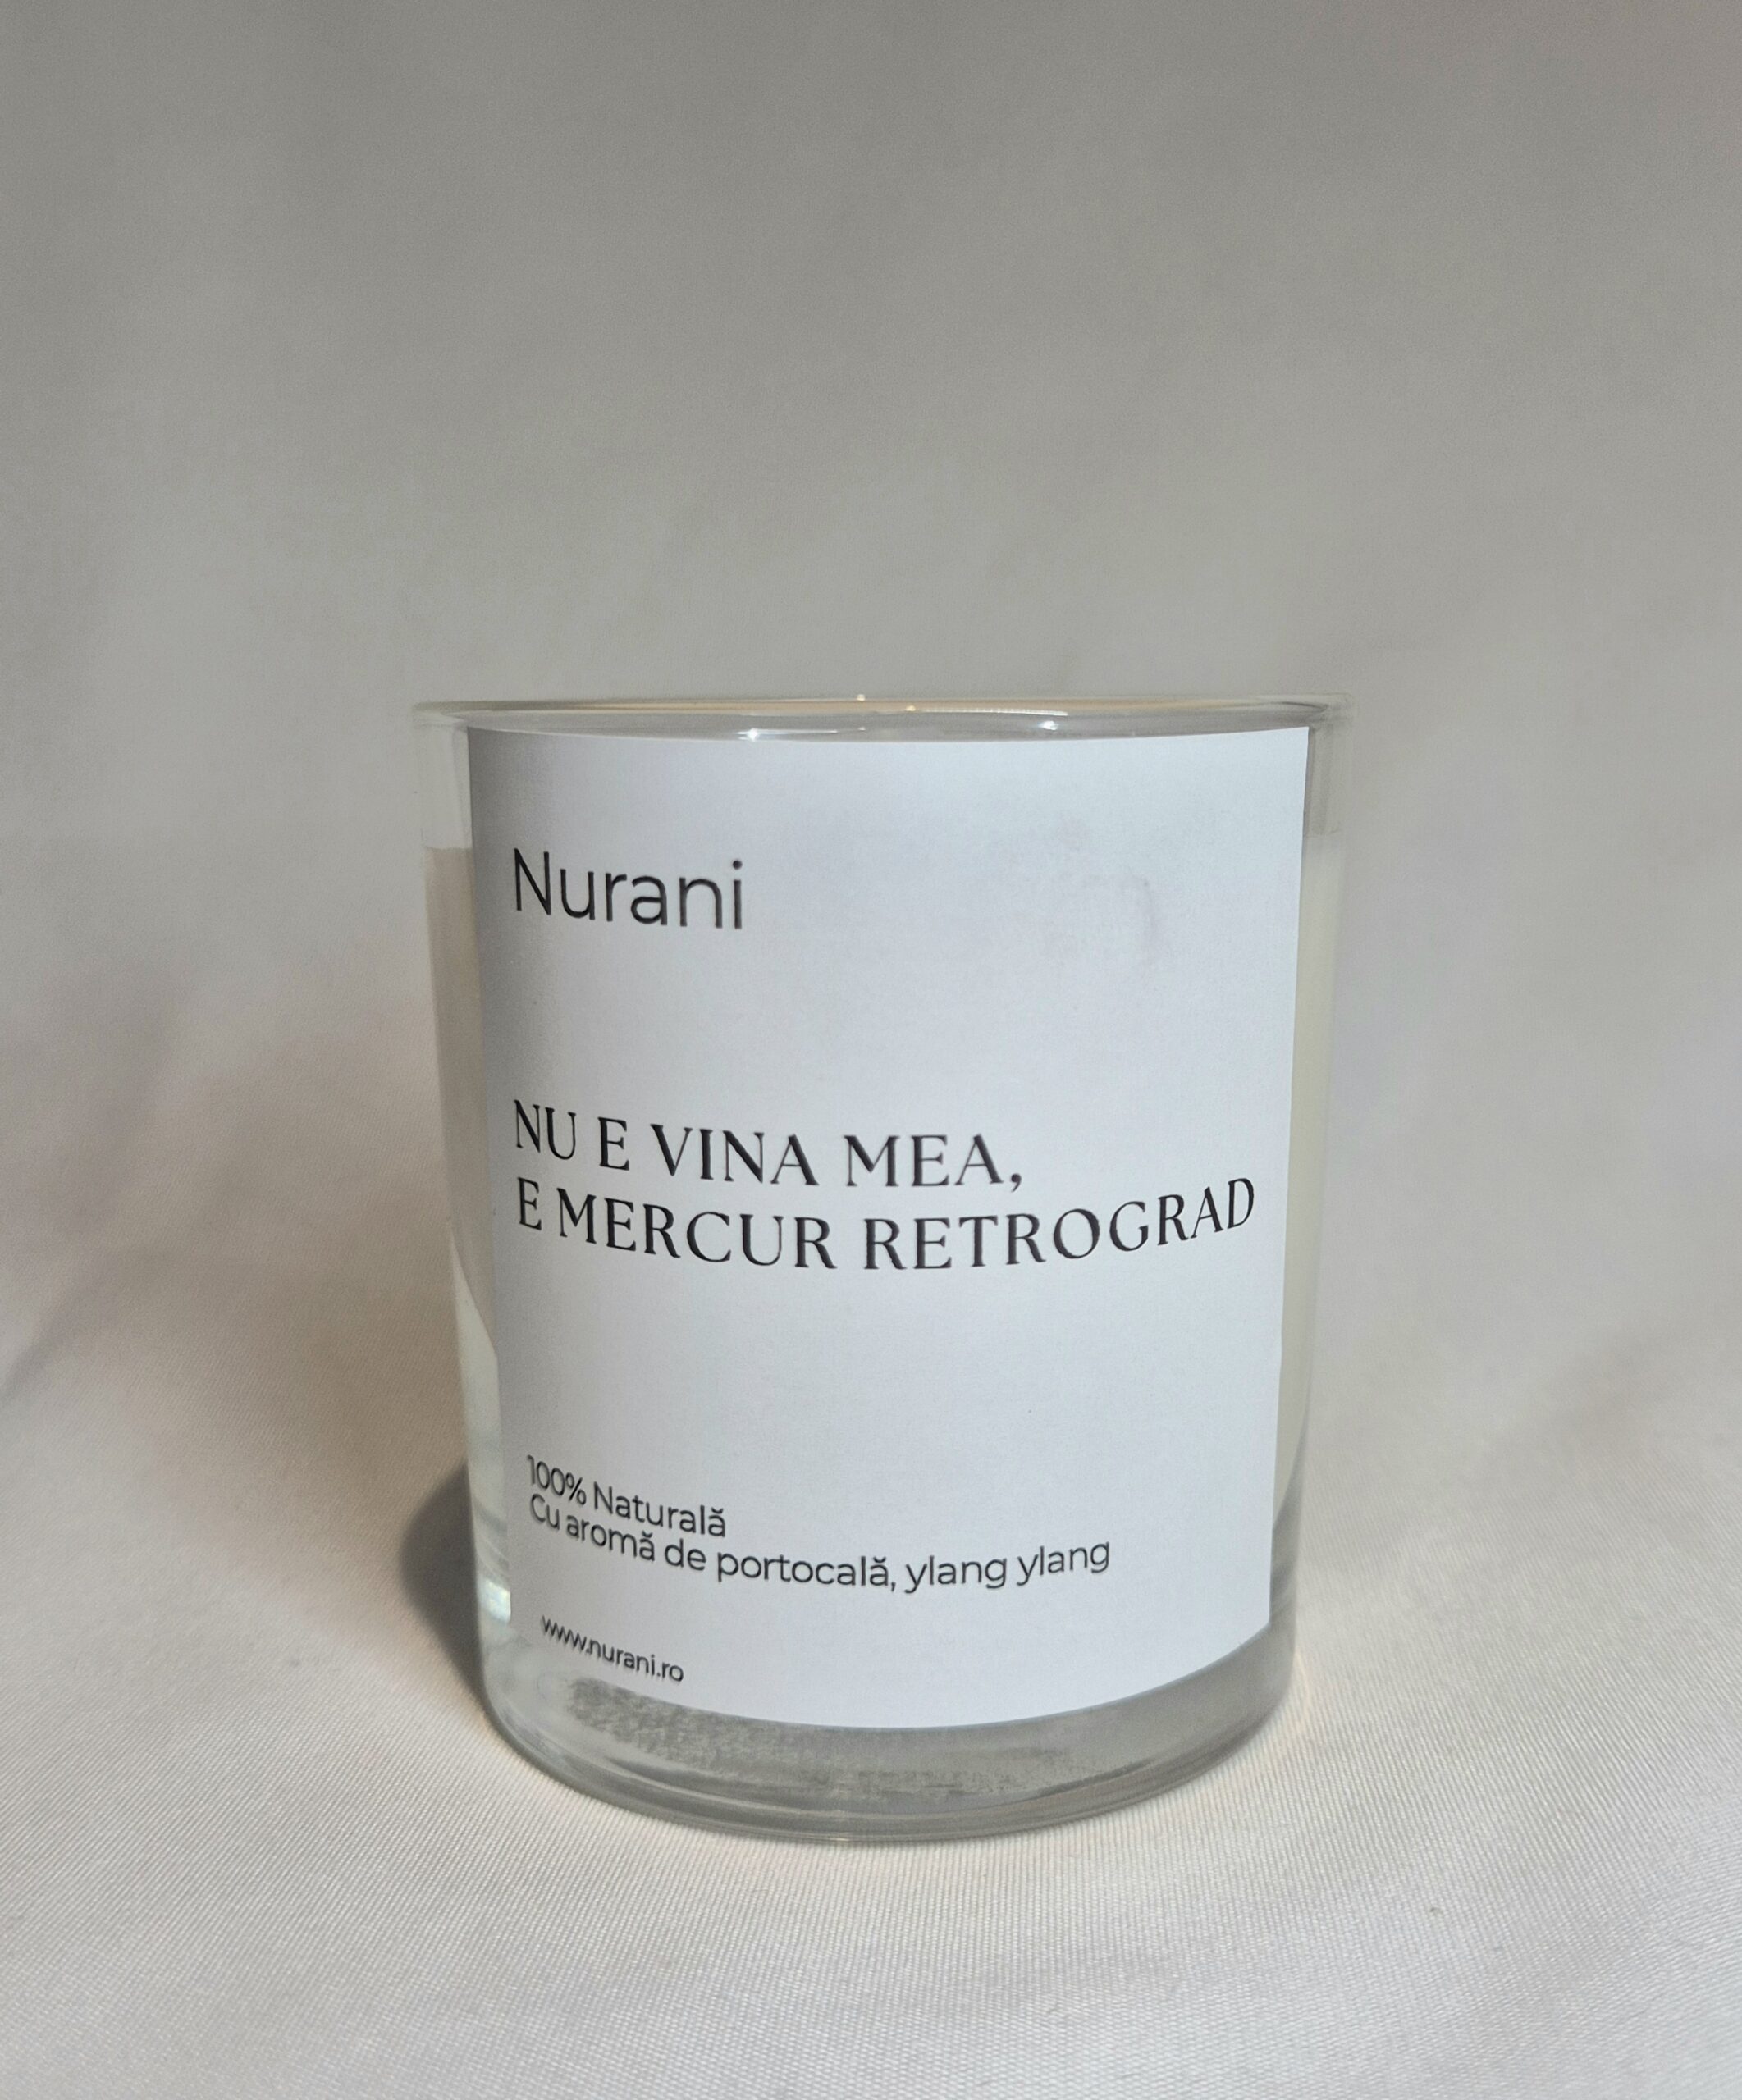 Nurani
NU E VINA MEA,
E MERCUR RETROGRAD
100% Naturală
Cu aromă de portocală, ylang ylang
www.nurani.ro